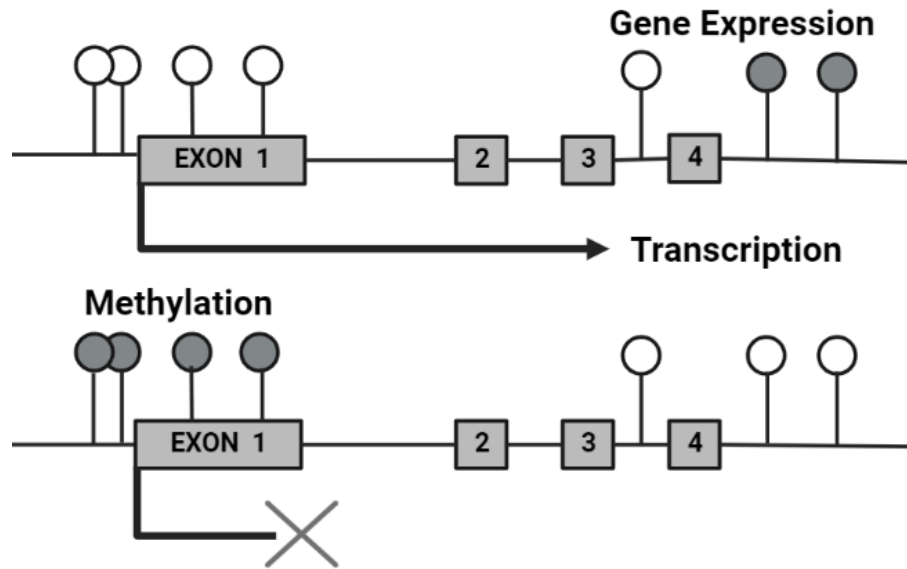 Gene Expression
EXON 1 2 3 4
Transcription
Methylation
EXON 1 2 3 4